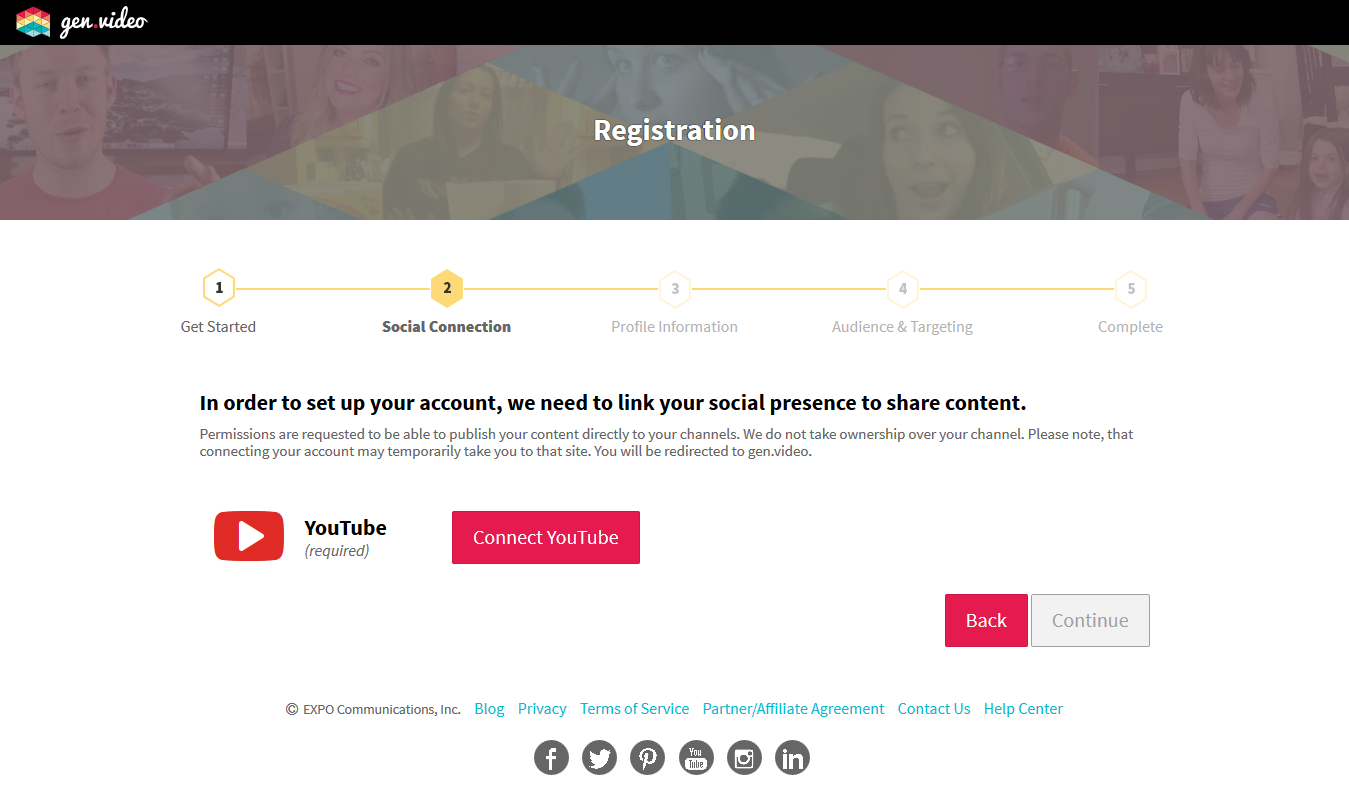 gen.video
Registration
1 2 3 4 5
Get Started Social Connection Profile Information Audience & Targeting Complete
In order to set up your account, we need to link your social presence to share content.
Permissions are requested to be able to publish your content directly to your channels. We do not take ownership over your channel. Please note, that
connecting your account may temporarily take you to that site. You will be redirected to gen.video.
YouTube Connect YouTube
(required)
Back Continue
© EXPO Communications, Inc. Blog Privacy Terms of Service Partner/Affiliate Agreement Contact Us Help Center
You
Tube
in